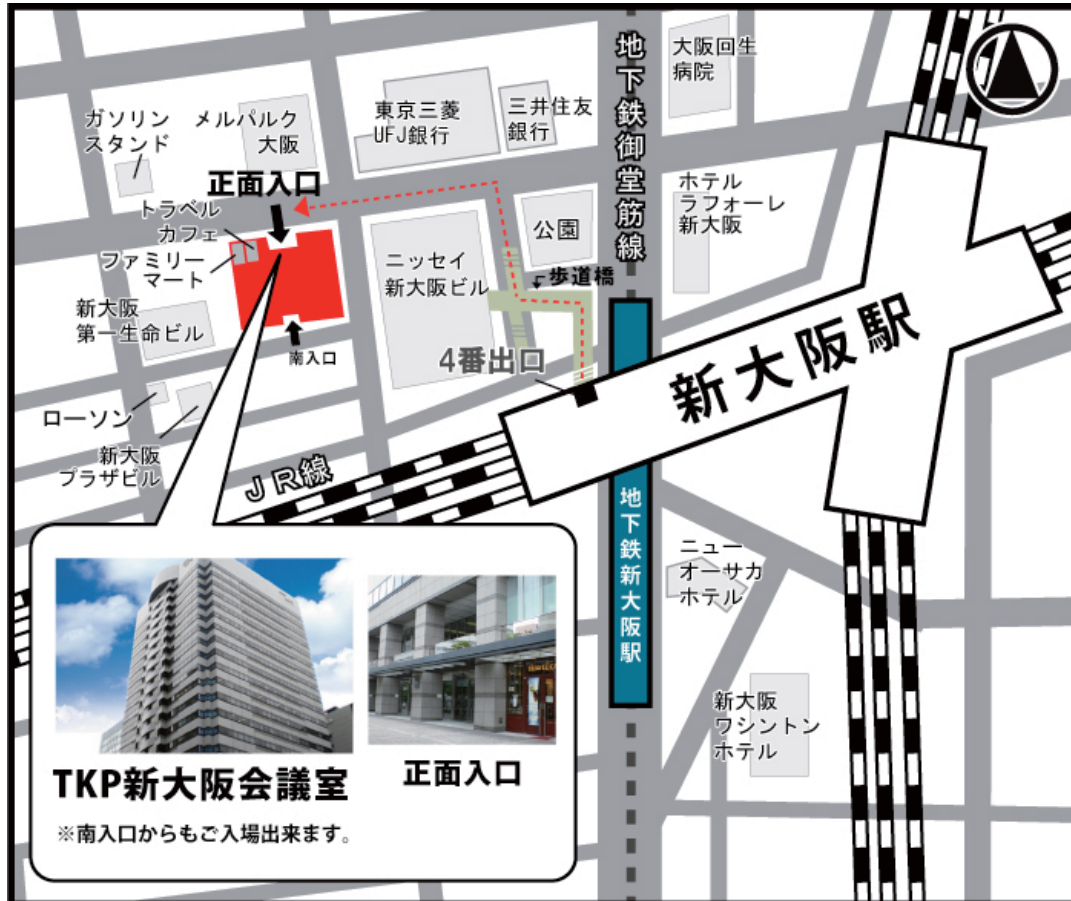 大阪回生
病院
地下鉄御堂筋線
東京三菱
UFJ銀行
三井住友
銀行
ガソリン
スタンド
メルパルク
大阪
正面入口
トラベル
カフェ
ファミリー
マート
ホテル
ラフォーレ
新大阪
公園
歩道橋
ニッセイ
新大阪ビル
新大阪
第一生命ビル
南入口
4番出口
新大阪駅
ローソン
新大阪
プラザビル
JR線
地下鉄新大阪駅
ニュー
オーサカ
ホテル
新大阪
ワシントン
ホテル
TKP新大阪会議室
正面入口
※南入口からもご入場出来ます。